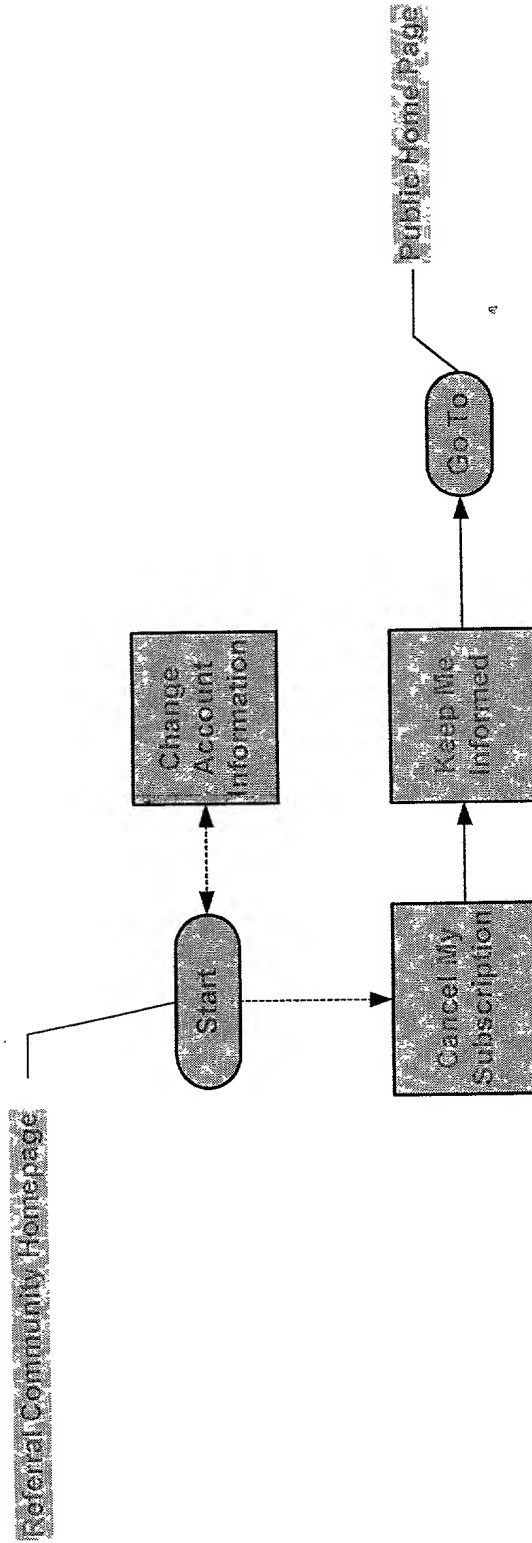 Referral Community Homepage
Start
Change
Account
Information
Cancel My
Subscription
Keep Me
Informed
Go To
Public Home Page